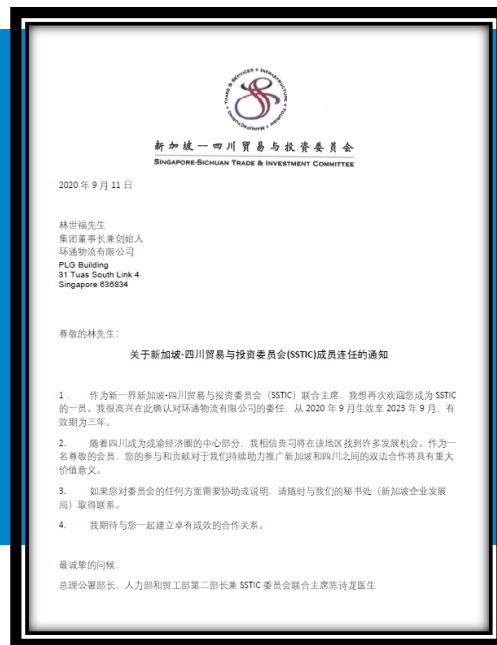 TRADE & SERVICES • INFRASTRUCTURE • TOURISM • MANUFACTURING •
新加坡—四川贸易与投资委员会
SINGAPORE-SICHUAN TRADE & INVESTMENT COMMITTEE
2020 年 9 月 11 日
林世福先生
集团董事长兼创始人
环通物流有限公司
PLG Building
31 Tuas South Link 4
Singapore 636834
尊敬的林先生：
关于新加坡-四川贸易与投资委员会(SSTIC)成员连任的通知
1． 作为新一界新加坡-四川贸易与投资委员会（SSTIC）联合主席，我想再次欢迎您成为 SSTIC
的一员。我很高兴在此确认对环通物流有限公司的委任，从 2020 年 9 月生效至 2023 年 9 月，有
效期为三年。
2. 随着四川成为成渝经济圈的中心部分，我相信贵司将在该地区找到许多发展机会。作为一
名尊敬的会员，您的参与和贡献对于我们持续助力推广新加坡和四川之间的双边合作将具有重大
价值意义。
3. 如果您对委员会的任何方面需要协助或说明，请随时与我们的秘书处（新加坡企业发展
局）取得联系。
4. 我期待与您一起建立卓有成效的合作关系。
最诚挚的问候，
总理公署部长、人力部和贸工部第二部长兼 SSTIC 委员会联合主席陈诗龙医生